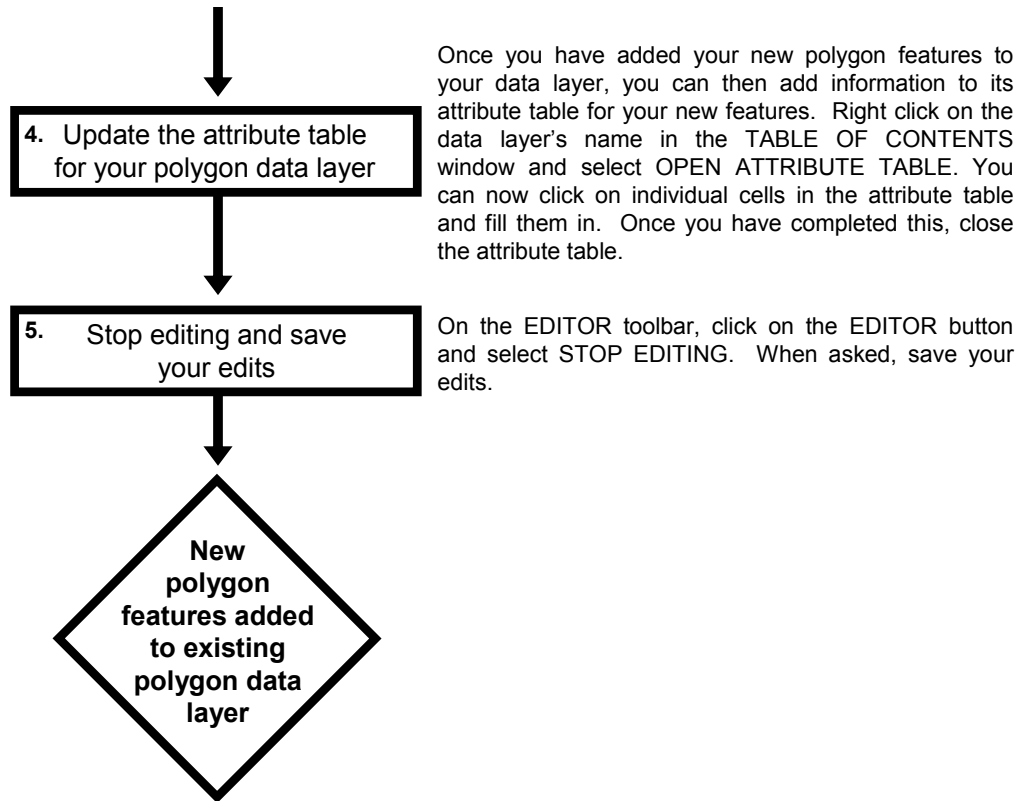 4. Update the attribute table
for your polygon data layer
Once you have added your new polygon features to
your data layer, you can then add information to its
attribute table for your new features. Right click on the
data layer's name in the TABLE OF CONTENTS
window and select OPEN ATTRIBUTE TABLE. You
can now click on individual cells in the attribute table
and fill them in. Once you have completed this, close
the attribute table.
5. Stop editing and save
your edits
On the EDITOR toolbar, click on the EDITOR button
and select STOP EDITING. When asked, save your
edits.
New
polygon
features added
to existing
polygon data
layer